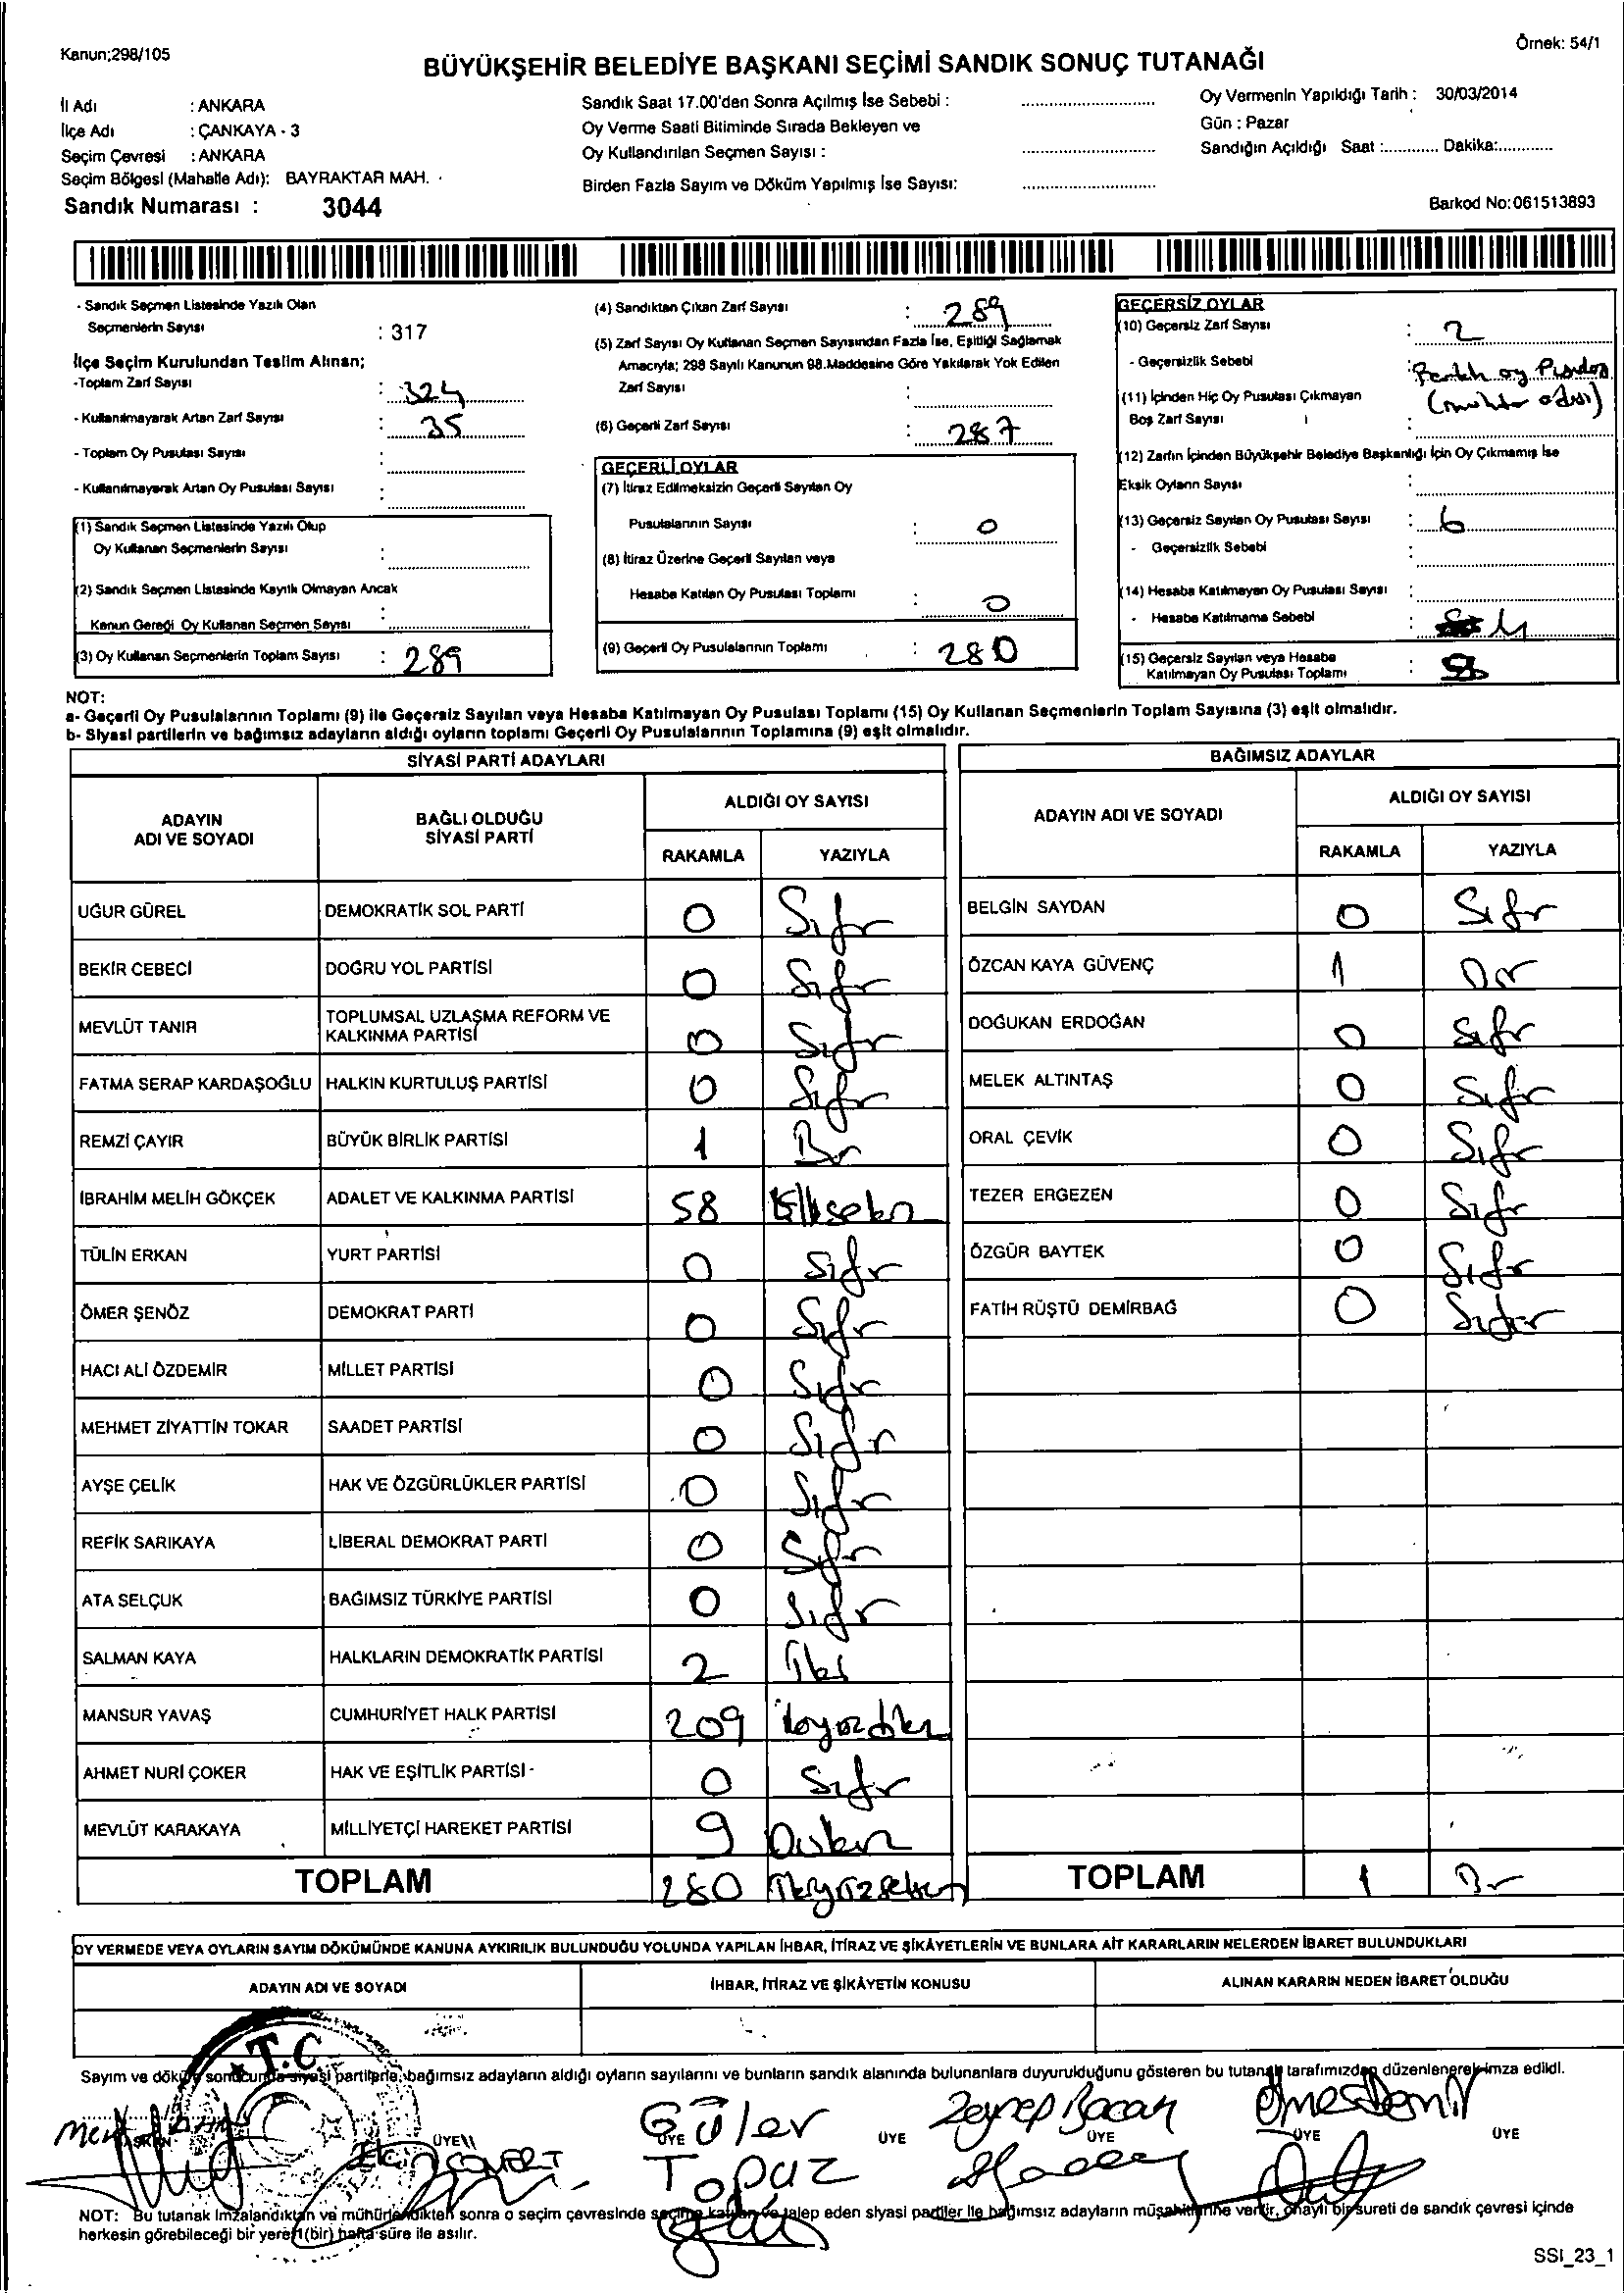 Kanun;298/105
Örnek: 54/1
BÜYÜKŞEHİR BELEDİYE BAŞKANI SEÇİMİ SANDIK SONUÇ TUTANAĞI
İl Adı : ANKARA
İlçe Adı : ÇANKAYA - 3
Seçim Çevresi : ANKARA
Seçim Bölgesi (Mahalle Adı): BAYRAKTAR MAH.
Sandık Numarası : 3044
Sandık Saat 17.00'den Sonra Açılmış İse Sebebi :
Oy Verme Saati Bitiminde Sırada Bekleyen ve
Oy Kullandırılan Seçmen Sayısı :
Birden Fazla Sayım ve Döküm Yapılmış İse Sayısı:
Oy Vermenin Yapıldığı Tarih : 30/03/2014
Gün : Pazar
Sandığın Açıldığı Saat :............ Dakika:............
Barkod No:061513893
- Sandık Seçmen Listesinde Yazılı Olan
Seçmenlerin Sayısı : 317
İlçe Seçim Kurulundan Teslim Alınan;
-Toplam Zarf Sayısı : 324
- Kullanılmayarak Artan Zarf Sayısı : 35
- Toplam Oy Pusulası Sayısı :
- Kullanılmayarak Artan Oy Pusulası Sayısı :
(1) Sandık Seçmen Listesinde Yazılı Olup
Oy Kullanan Seçmenlerin Sayısı :
(2) Sandık Seçmen Listesinde Kayıtlı Olmayan Ancak
Kanun Gereği Oy Kullanan Seçmen Sayısı :
(3) Oy Kullanan Seçmenlerin Toplam Sayısı : 289
(4) Sandıktan Çıkan Zarf Sayısı : 289
(5) Zarf Sayısı Oy Kullanan Seçmen Sayısından Fazla İse, Eşitliği Sağlamak
Amacıyla; 298 Sayılı Kanunun 98.Maddesine Göre Yakılarak Yok Edilen
Zarf Sayısı :
(6) Geçerli Zarf Sayısı : 287
GEÇERLİ OYLAR
(7) İtiraz Edilmeksizin Geçerli Sayılan Oy
Pusulalarının Sayısı : 0
(8) İtiraz Üzerine Geçerli Sayılan veya
Hesaba Katılan Oy Pusulası Toplamı : 0
(9) Geçerli Oy Pusulalarının Toplamı : 280
GEÇERSİZ OYLAR
(10) Geçersiz Zarf Sayısı : 2
- Geçersizlik Sebebi : Farklı oy Pusulası
(11) İçinden Hiç Oy Pusulası Çıkmayan
Boş Zarf Sayısı :
(12) Zarfın İçinden Büyükşehir Belediye Başkanlığı İçin Oy Çıkmamış İse
Eksik Oyların Sayısı :
(13) Geçersiz Sayılan Oy Pusulası Sayısı : 6
- Geçersizlik Sebebi :
(14) Hesaba Katılmayan Oy Pusulası Sayısı :
- Hesaba Katılmama Sebebi :
(15) Geçersiz Sayılan veya Hesaba
Katılmayan Oy Pusulası Toplamı :
NOT:
a- Geçerli Oy Pusulalarının Toplamı (9) ile Geçersiz Sayılan veya Hesaba Katılmayan Oy Pusulası Toplamı (15) Oy Kullanan Seçmenlerin Toplam Sayısına (3) eşit olmalıdır.
b- Siyasi partilerin ve bağımsız adayların aldığı oyların toplamı Geçerli Oy Pusulalarının Toplamına (9) eşit olmalıdır.
SİYASİ PARTİ ADAYLARI
ADAYIN
ADI VE SOYADI
BAĞLI OLDUĞU
SİYASİ PARTİ
ALDIĞI OY SAYISI
RAKAMLA YAZIYLA
UĞUR GÜREL DEMOKRATİK SOL PARTİ 0 Sıfır
BEKİR CEBECİ DOĞRU YOL PARTİSİ 0 Sıfır
MEVLÜT TANIR TOPLUMSAL UZLAŞMA REFORM VE
KALKINMA PARTİSİ 0 Sıfır
FATMA SERAP KARDAŞOĞLU HALKIN KURTULUŞ PARTİSİ 0 Sıfır
REMZİ ÇAYIR BÜYÜK BİRLİK PARTİSİ 1 Bir
İBRAHİM MELİH GÖKÇEK ADALET VE KALKINMA PARTİSİ 58 Ellisekiz
TÜLİN ERKAN YURT PARTİSİ 0 Sıfır
ÖMER ŞENÖZ DEMOKRAT PARTİ 0 Sıfır
HACI ALİ ÖZDEMİR MİLLET PARTİSİ 0 Sıfır
MEHMET ZİYATTİN TOKAR SAADET PARTİSİ 0 Sıfır
AYŞE ÇELİK HAK VE ÖZGÜRLÜKLER PARTİSİ 0 Sıfır
REFİK SARIKAYA LİBERAL DEMOKRAT PARTİ 0 Sıfır
ATA SELÇUK BAĞIMSIZ TÜRKİYE PARTİSİ 0 Sıfır
SALMAN KAYA HALKLARIN DEMOKRATİK PARTİSİ 2 İki
MANSUR YAVAŞ CUMHURİYET HALK PARTİSİ 209 ikiyüzdokuz
AHMET NURİ ÇOKER HAK VE EŞİTLİK PARTİSİ 0 Sıfır
MEVLÜT KARAKAYA MİLLİYETÇİ HAREKET PARTİSİ 9 Dokuz
TOPLAM 280 İkiyüzseksen
BAĞIMSIZ ADAYLAR
ADAYIN ADI VE SOYADI
ALDIĞI OY SAYISI
RAKAMLA YAZIYLA
BELGİN SAYDAN 0 Sıfır
ÖZCAN KAYA GÜVENÇ 1 Bir
DOĞUKAN ERDOĞAN 0 Sıfır
MELEK ALTINTAŞ 0 Sıfır
ORAL ÇEVİK 0 Sıfır
TEZER ERGEZEN 0 Sıfır
ÖZGÜR BAYTEK 0 Sıfır
FATİH RÜŞTÜ DEMİRBAĞ 0 Sıfır
TOPLAM 1 Bir
OY VERMEDE VEYA OYLARIN SAYIM DÖKÜMÜNDE KANUNA AYKIRILIK BULUNDUĞU YOLUNDA YAPILAN İHBAR, İTİRAZ VE ŞİKÂYETLERİN VE BUNLARA AİT KARARLARIN NELERDEN İBARET BULUNDUKLARI
ADAYIN ADI VE SOYADI İHBAR, İTİRAZ VE ŞİKÂYETİN KONUSU ALINAN KARARIN NEDEN İBARET OLDUĞU
T.C.
Sayım ve döküm sonucunda siyasi partilerle, bağımsız adayların aldığı oyların sayılarını ve bunların sandık alanında bulunanlara duyurulduğunu gösteren bu tutanak tarafımızdan düzenlenerek imza edildi.
Güler Zeynep
BAŞKAN ÜYE ÜYE ÜYE ÜYE ÜYE ÜYE
Topuz
NOT: Bu tutanak imzalandıktan ve mühürlendikten sonra o seçim çevresinde seçime katılan ve talep eden siyasi partiler ile bağımsız adayların müşahitlerine verilir, onaylı bir sureti de sandık çevresi içinde
herkesin görebileceği bir yere 1 (bir) hafta süre ile asılır.
SSI_23_1